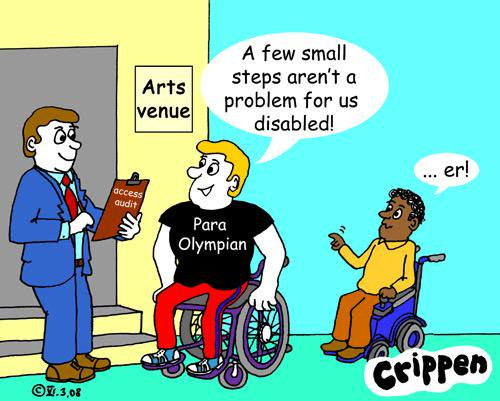 Arts
venue
A few small
steps aren't a
problem for us
disabled!
... er!
access
audit
Para
Olympian
Crippen